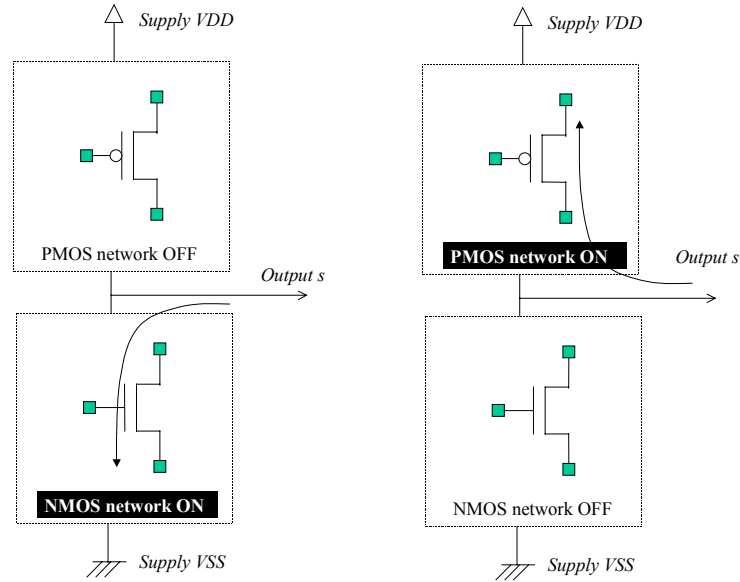 Supply VDD
PMOS network OFF
Output s
NMOS network ON
Supply VSS
Supply VDD
PMOS network ON
Output s
NMOS network OFF
Supply VSS